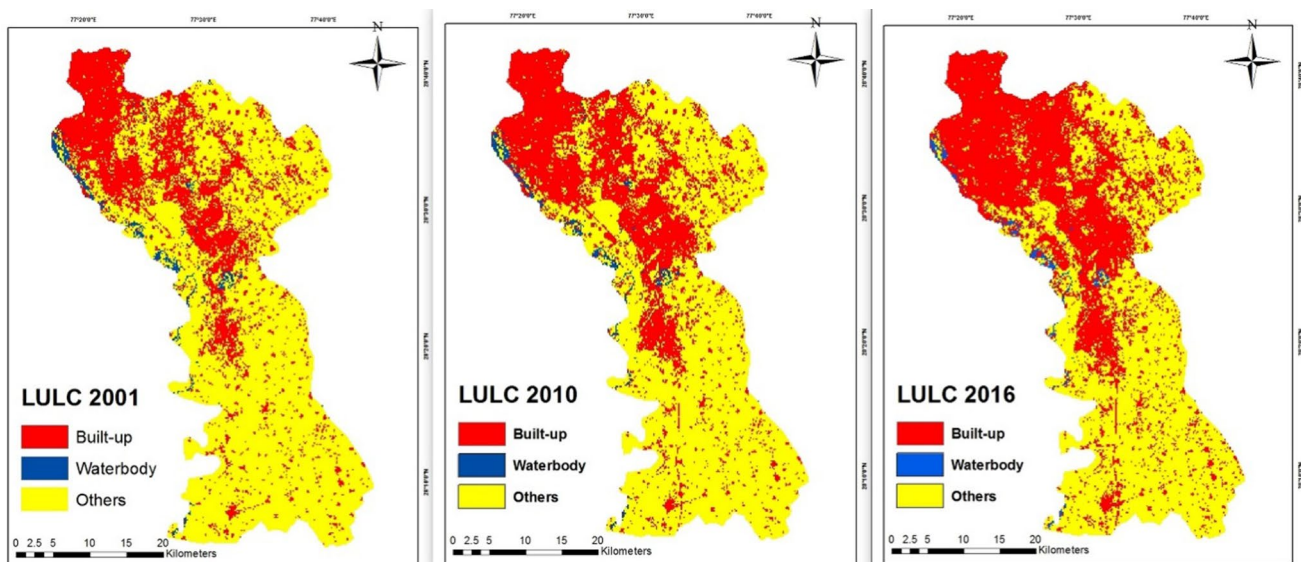 77°20'0"E 77°30'0"E 77°40'0"E
N
LULC 2001
Built-up
Waterbody
Others
0 2.5 5 10 15 20
Kilometers
77°20'0"E 77°30'0"E 77°40'0"E
N
LULC 2010
Built-up
Waterbody
Others
0 2.5 5 10 15 20
Kilometers
77°20'0"E 77°30'0"E 77°40'0"E
N
LULC 2016
Built-up
Waterbody
Others
0 2.5 5 10 15 20
Kilometers